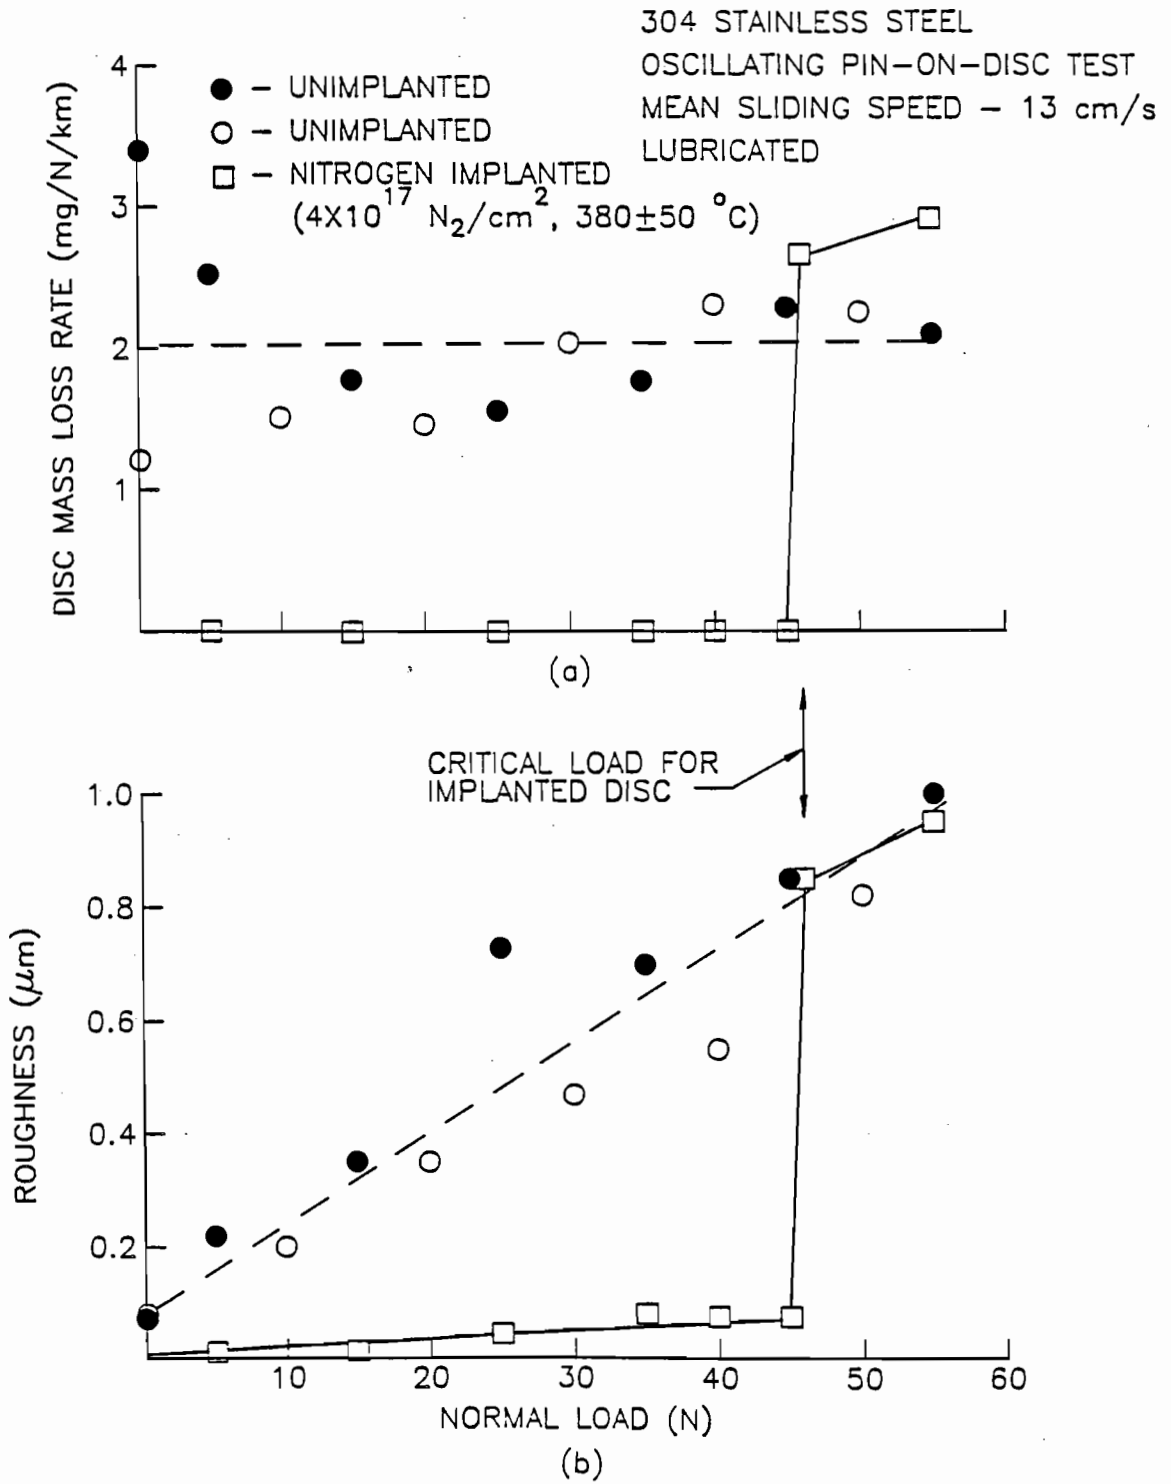 304 STAINLESS STEEL
OSCILLATING PIN-ON-DISC TEST
MEAN SLIDING SPEED - 13 cm/s
LUBRICATED
● - UNIMPLANTED
○ - UNIMPLANTED
□ - NITROGEN IMPLANTED
(4X10^17 N₂/cm², 380±50 °C)
DISC MASS LOSS RATE (mg/N/km)
4
3
2
1
(a)
CRITICAL LOAD FOR
IMPLANTED DISC
ROUGHNESS (μm)
1.0
0.8
0.6
0.4
0.2
10 20 30 40 50 60
NORMAL LOAD (N)
(b)